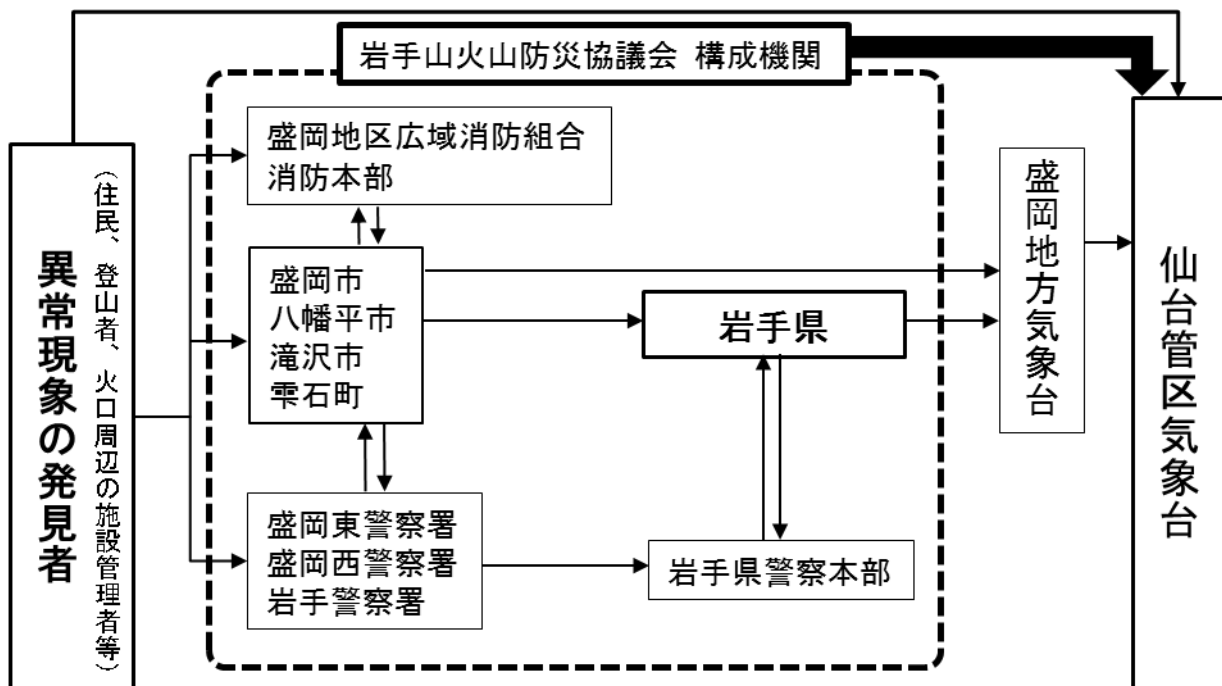 岩手山火山防災協議会 構成機関
異常現象の発見者
(住民、登山者、火口周辺の施設管理者等)
盛岡地区広域消防組合
消防本部
盛岡市
八幡平市
滝沢市
雫石町
盛岡東警察署
盛岡西警察署
岩手警察署
岩手県
岩手県警察本部
盛岡地方気象台
仙台管区気象台